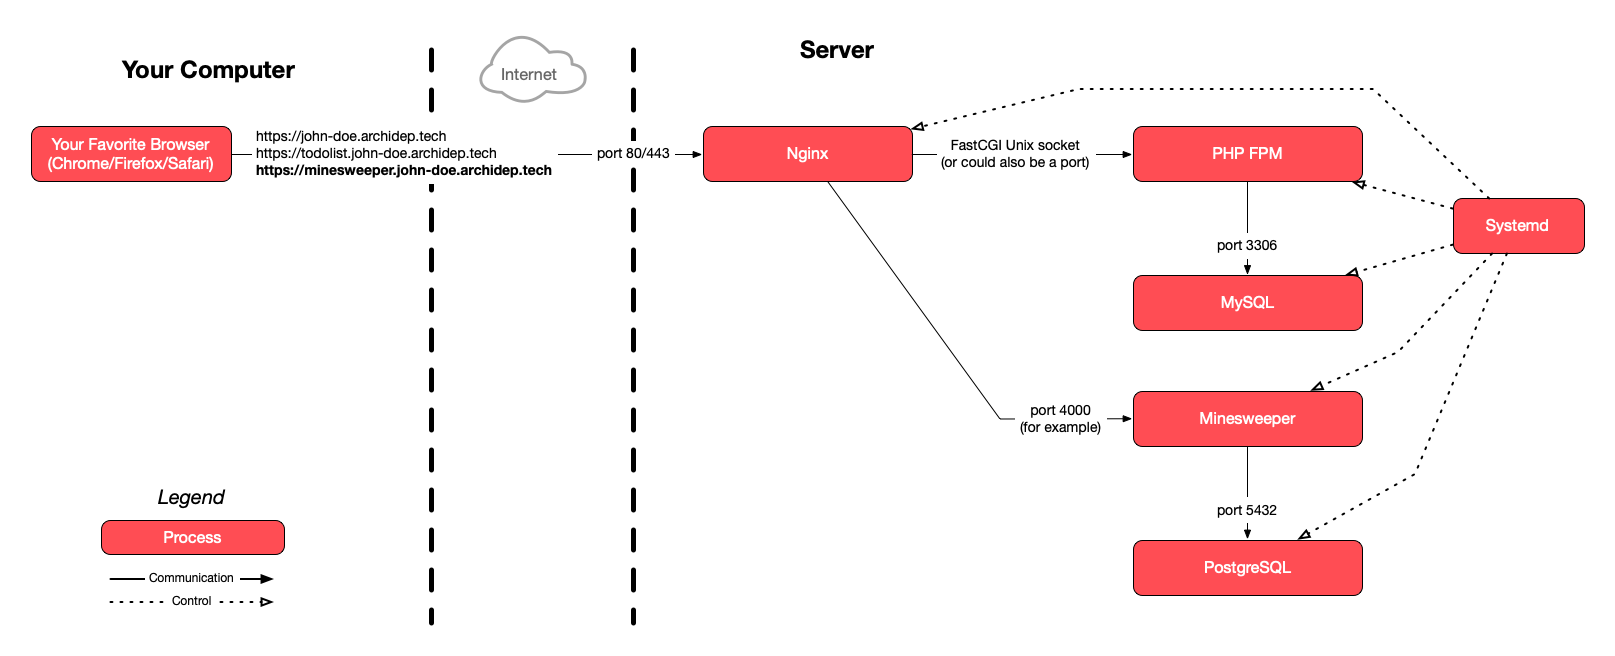 Your Computer
Internet
Server
Your Favorite Browser
(Chrome/Firefox/Safari)
https://john-doe.archidep.tech
https://todolist.john-doe.archidep.tech
https://minesweeper.john-doe.archidep.tech
port 80/443
Nginx
FastCGI Unix socket
(or could also be a port)
PHP FPM
Systemd
port 3306
MySQL
port 4000
(for example)
Minesweeper
port 5432
PostgreSQL
Legend
Process
Communication
Control